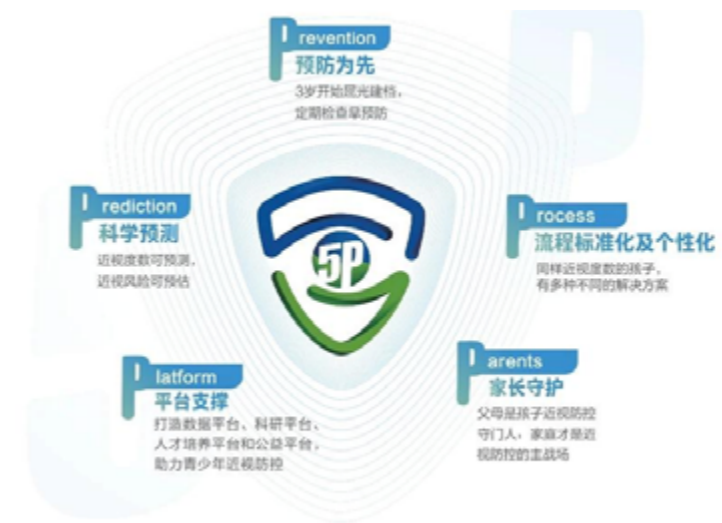 Prevention
预防为先
3岁开始屈光建档，
定期检查早预防
Prediction
科学预测
近视度数可预测，
近视风险可预估
Process
流程标准化及个性化
同样近视度数的孩子，
有多种不同的解决方案
5P
Platform
平台支撑
打造数据平台、科研平台、
人才培养平台和公益平台，
助力青少年近视防控
Parents
家长守护
父母是孩子近视防控
守门人，家庭才是近
视防控的主战场